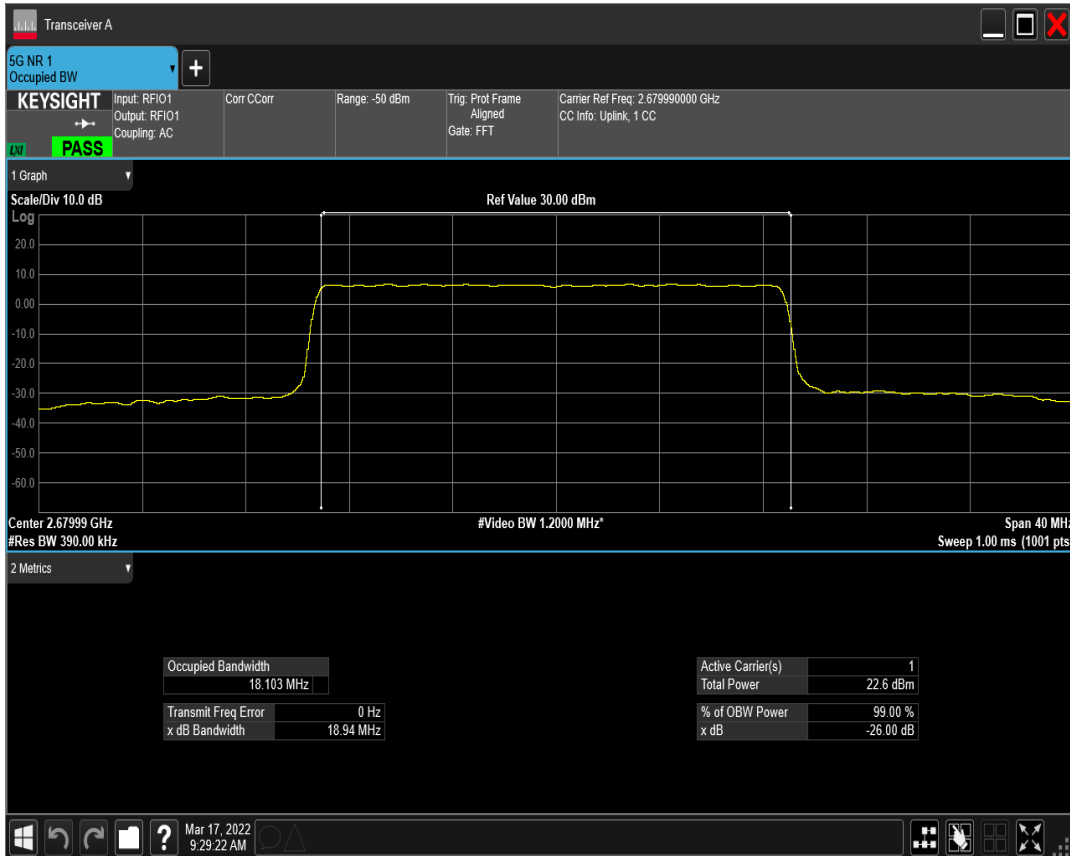 Transceiver A
5G NR 1
Occupied BW
KEYSIGHT
Input: RFIO1
Output: RFIO1
Coupling: AC
Corr CCorr
Range: -50 dBm
Trig: Prot Frame
Aligned
Gate: FFT
Carrier Ref Freq: 2.679990000 GHz
CC Info: Uplink, 1 CC
LXI
PASS
1 Graph
Scale/Div 10.0 dB
Ref Value 30.00 dBm
Log
20.0
10.0
0.00
-10.0
-20.0
-30.0
-40.0
-50.0
-60.0
Center 2.67999 GHz
#Video BW 1.2000 MHz*
Span 40 MHz
#Res BW 390.00 kHz
Sweep 1.00 ms (1001 pts
2 Metrics
Occupied Bandwidth
18.103 MHz
Transmit Freq Error 0 Hz
x dB Bandwidth 18.94 MHz
Active Carrier(s) 1
Total Power 22.6 dBm
% of OBW Power 99.00 %
x dB -26.00 dB
Mar 17, 2022
9:29:22 AM